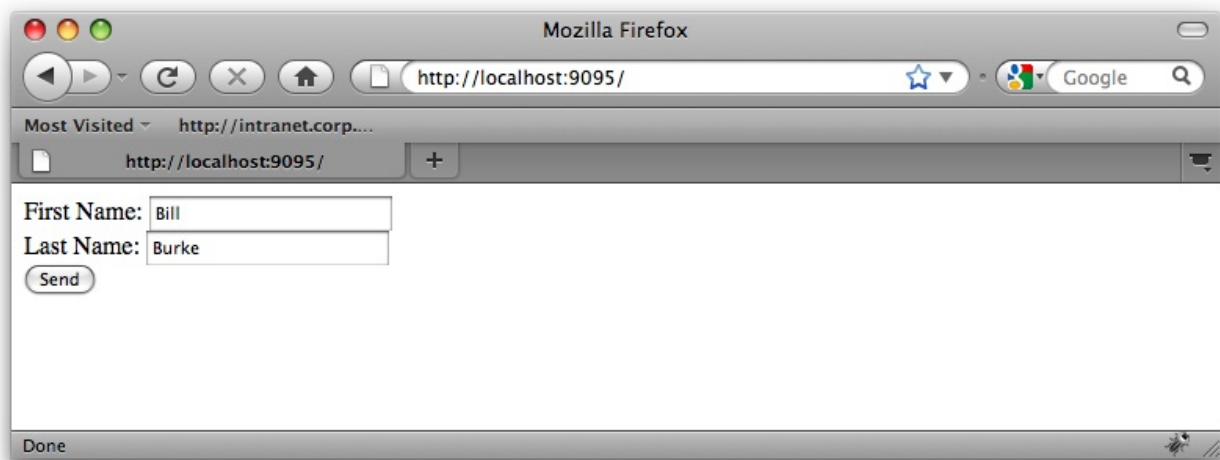 Mozilla Firefox
http://localhost:9095/
Google
Most Visited
http://intranet.corp....
http://localhost:9095/
First Name: Bill
Last Name: Burke
Send
Done